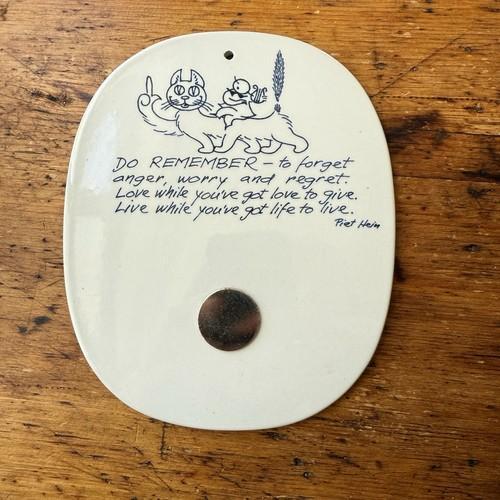 DO REMEMBER - to forget
anger, worry and regret.
Love while you've got love to give.
Live while you've got life to live.
Piet Hein